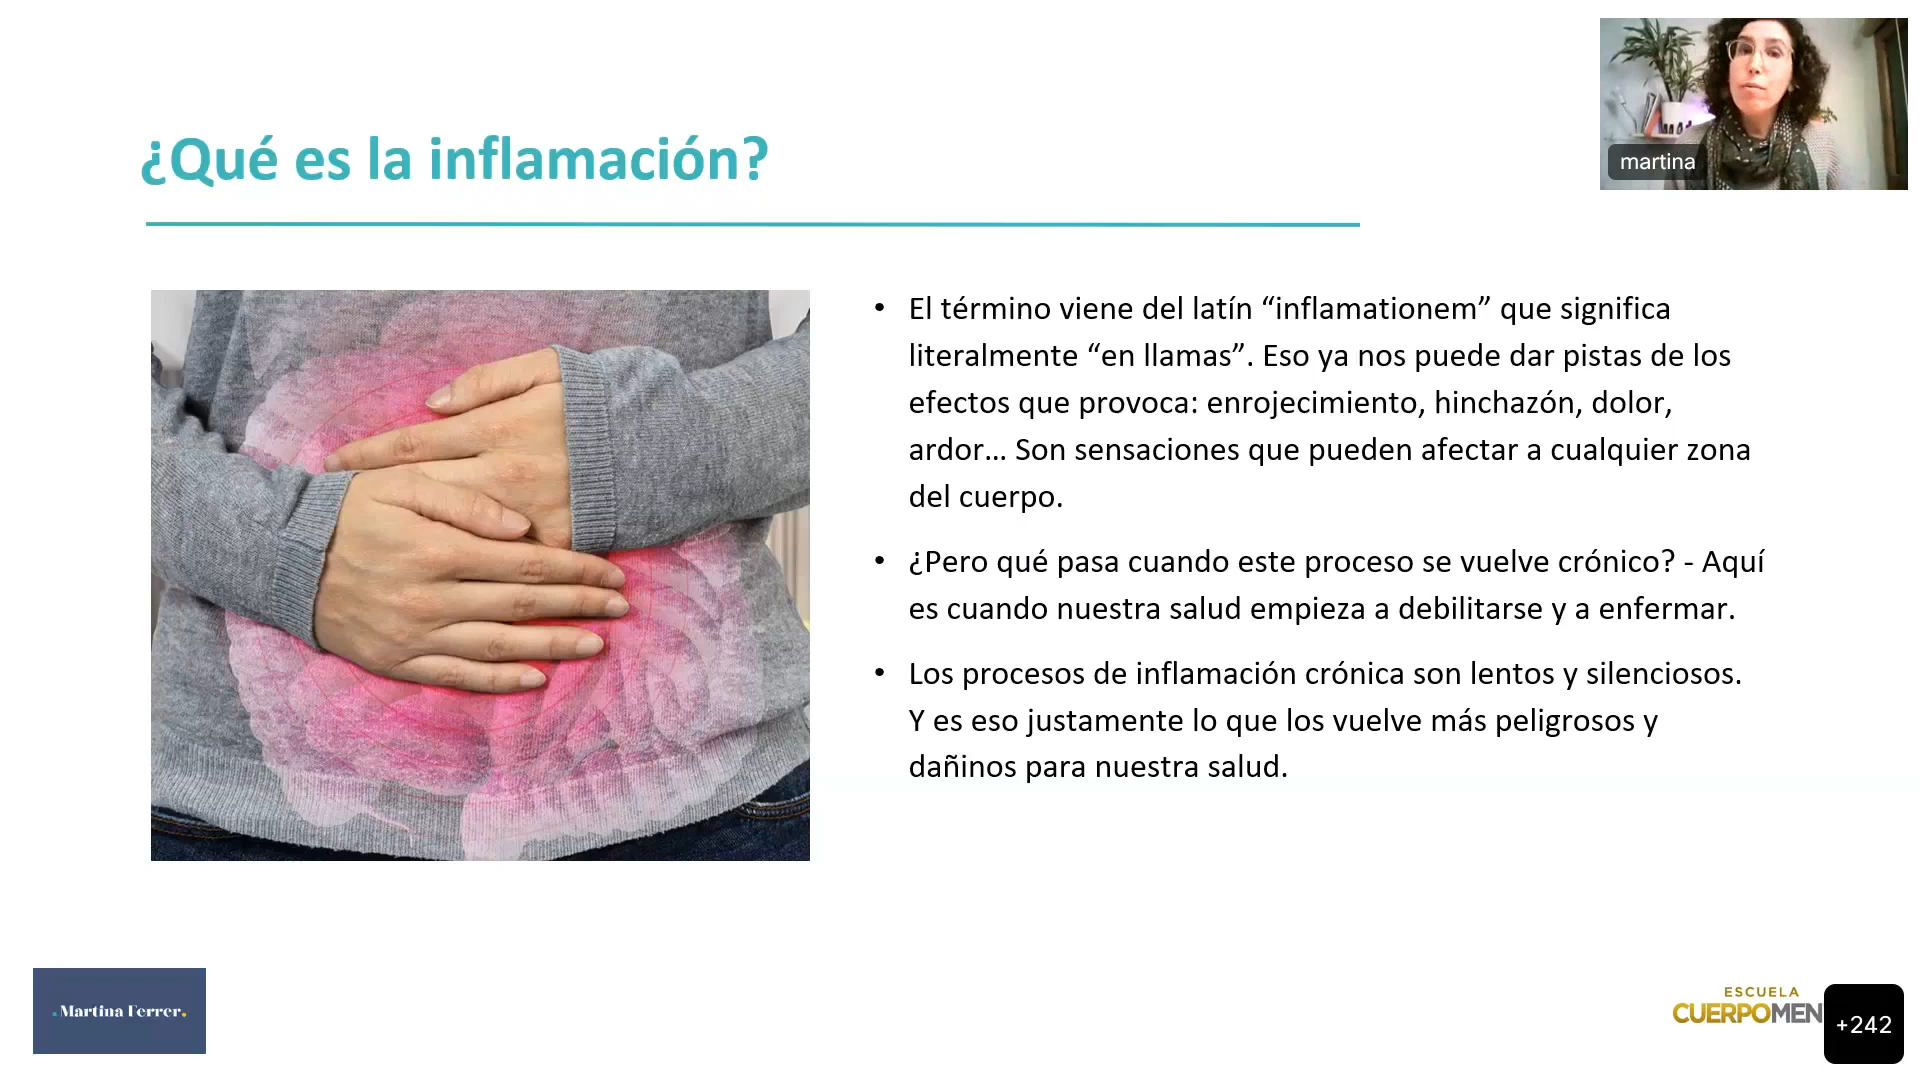 martina
¿Qué es la inflamación?
• El término viene del latín “inflamationem” que significa
literalmente “en llamas”. Eso ya nos puede dar pistas de los
efectos que provoca: enrojecimiento, hinchazón, dolor,
ardor… Son sensaciones que pueden afectar a cualquier zona
del cuerpo.
• ¿Pero qué pasa cuando este proceso se vuelve crónico? - Aquí
es cuando nuestra salud empieza a debilitarse y a enfermar.
• Los procesos de inflamación crónica son lentos y silenciosos.
Y es eso justamente lo que los vuelve más peligrosos y
dañinos para nuestra salud.
.Martina Ferrer.
ESCUELA
CUERPOMEN
+242